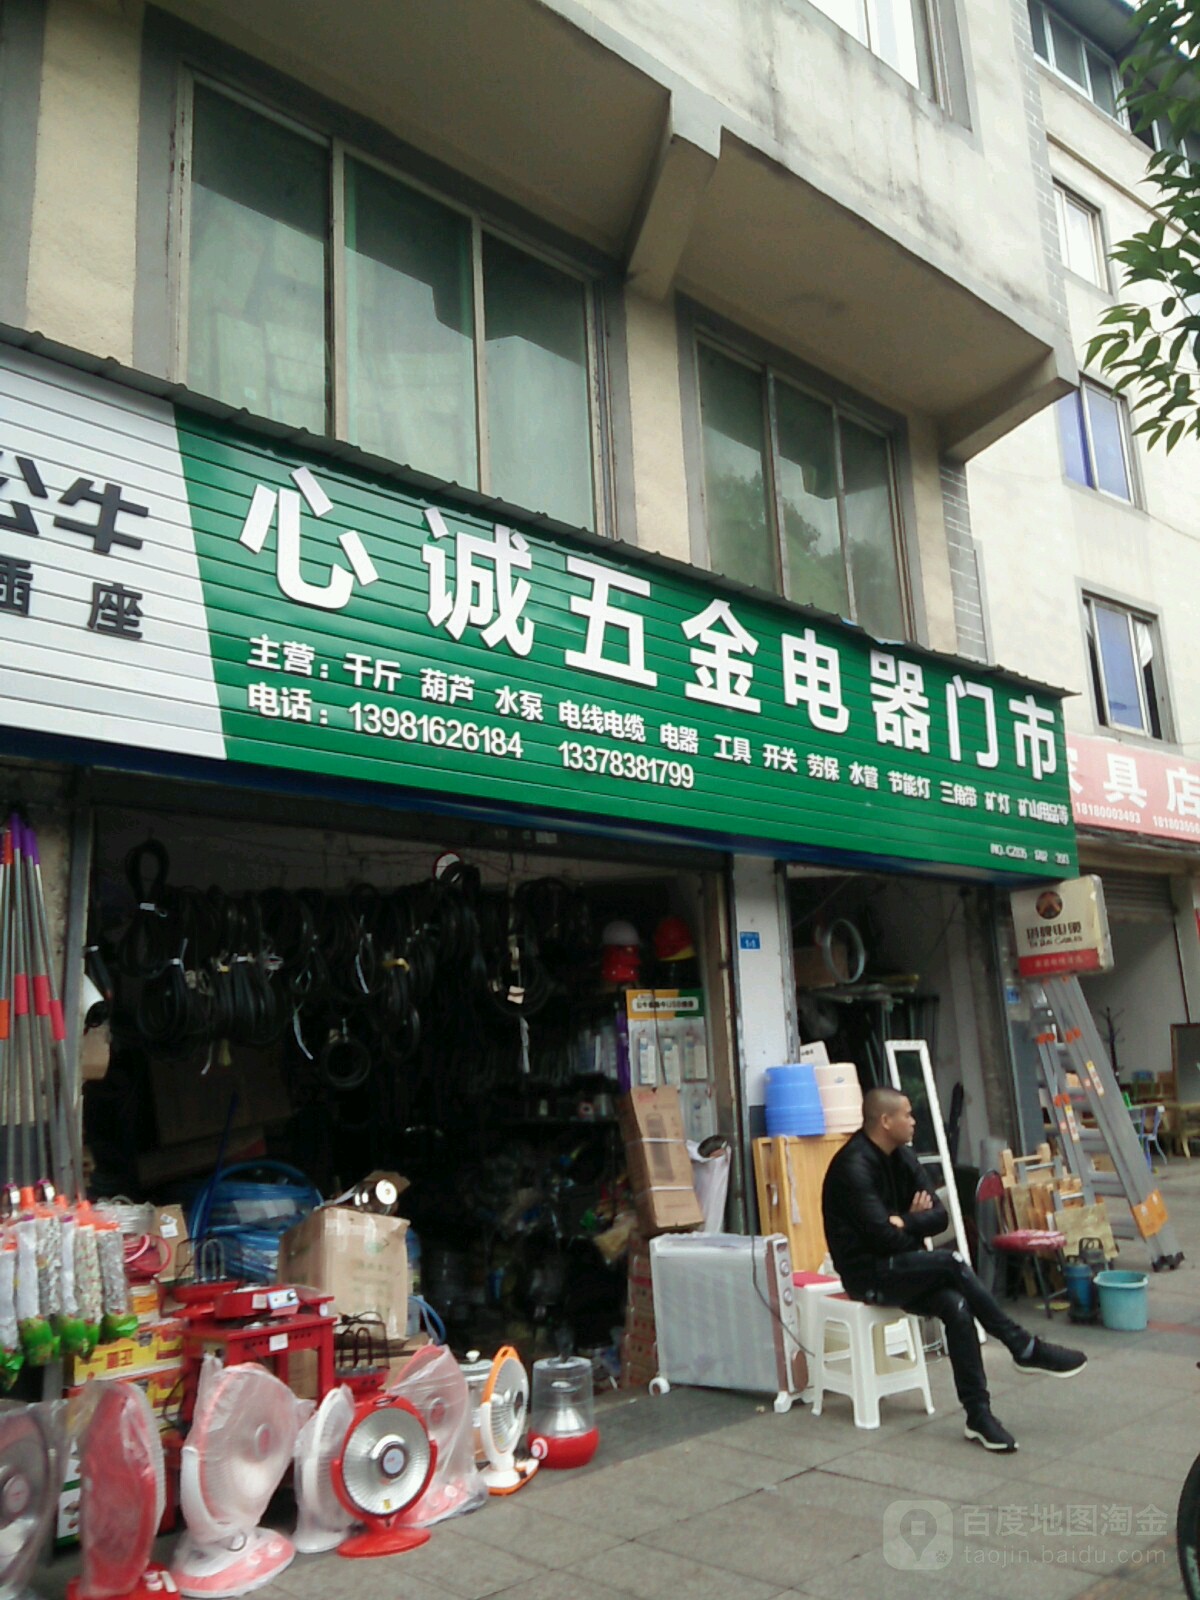 公牛
插座
心诚五金电器门市
主营：千斤 葫芦 水泵 电线电缆 电器 工具 开关 劳保 水管 节能灯 三角带 矿灯 矿山用品等
电话：13981626184 13378381799
家具店
18180003493
百度地图淘金
taojin.baidu.com